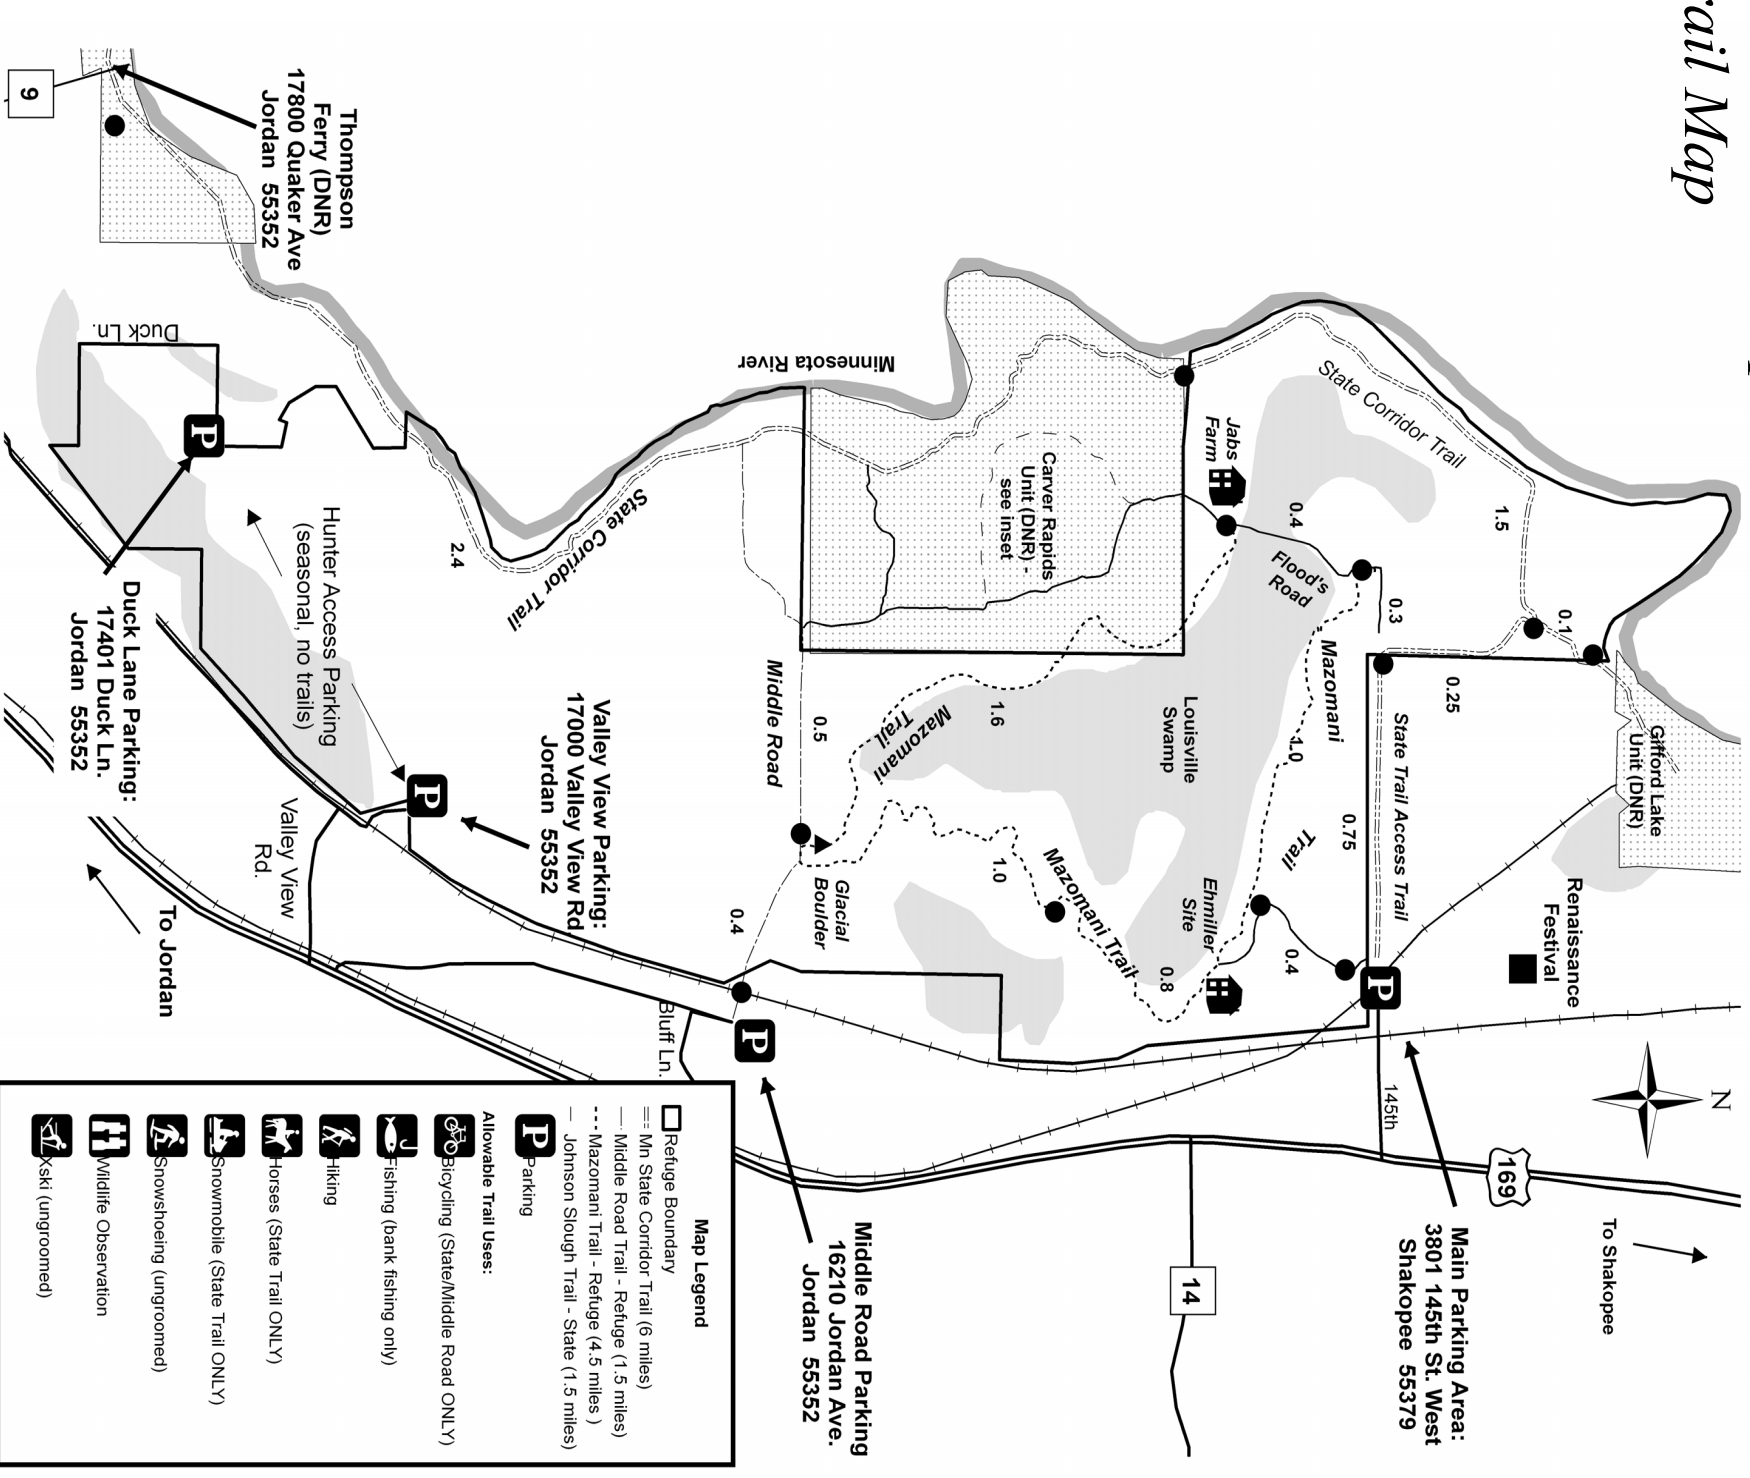 rail Map
N
To Shakopee
169
145th
14
Main Parking Area:
3801 145th St. West
Shakopee 55379
Renaissance
Festival
Gifford Lake
Unit (DNR)
State Trail Access Trail
0.1
0.25
0.3
0.75
1.5
State Corridor Trail
Flood's
Road
0.4
Jabs
Farm
Mazomani
1.0
Trail
0.4
Ehmiller
Site
0.8
Louisville
Swamp
Mazomani Trail
1.0
1.6
Mazomani
Trail
Carver Rapids
Unit (DNR) -
see inset
Minnesota River
Glacial
Boulder
0.5
Middle Road
0.4
Middle Road Parking
16210 Jordan Ave.
Jordan 55352
Bluff Ln.
State Corridor Trail
2.4
Valley View Parking:
17000 Valley View Rd
Jordan 55352
Hunter Access Parking
(seasonal, no trails)
Valley View
Rd.
To Jordan
Duck Lane Parking:
17401 Duck Ln.
Jordan 55352
Duck Ln.
Thompson
Ferry (DNR)
17800 Quaker Ave
Jordan 55352
9
P
P
P
P
Map Legend
Refuge Boundary
Mn State Corridor Trail (6 miles)
Middle Road Trail - Refuge (1.5 miles)
Mazomani Trail - Refuge (4.5 miles )
Johnson Slough Trail - State (1.5 miles)
P Parking
Allowable Trail Uses:
Bicycling (State/Middle Road ONLY)
Fishing (bank fishing only)
Hiking
Horses (State Trail ONLY)
Snowmobile (State Trail ONLY)
Snowshoeing (ungroomed)
Wildlife Observation
Xski (ungroomed)